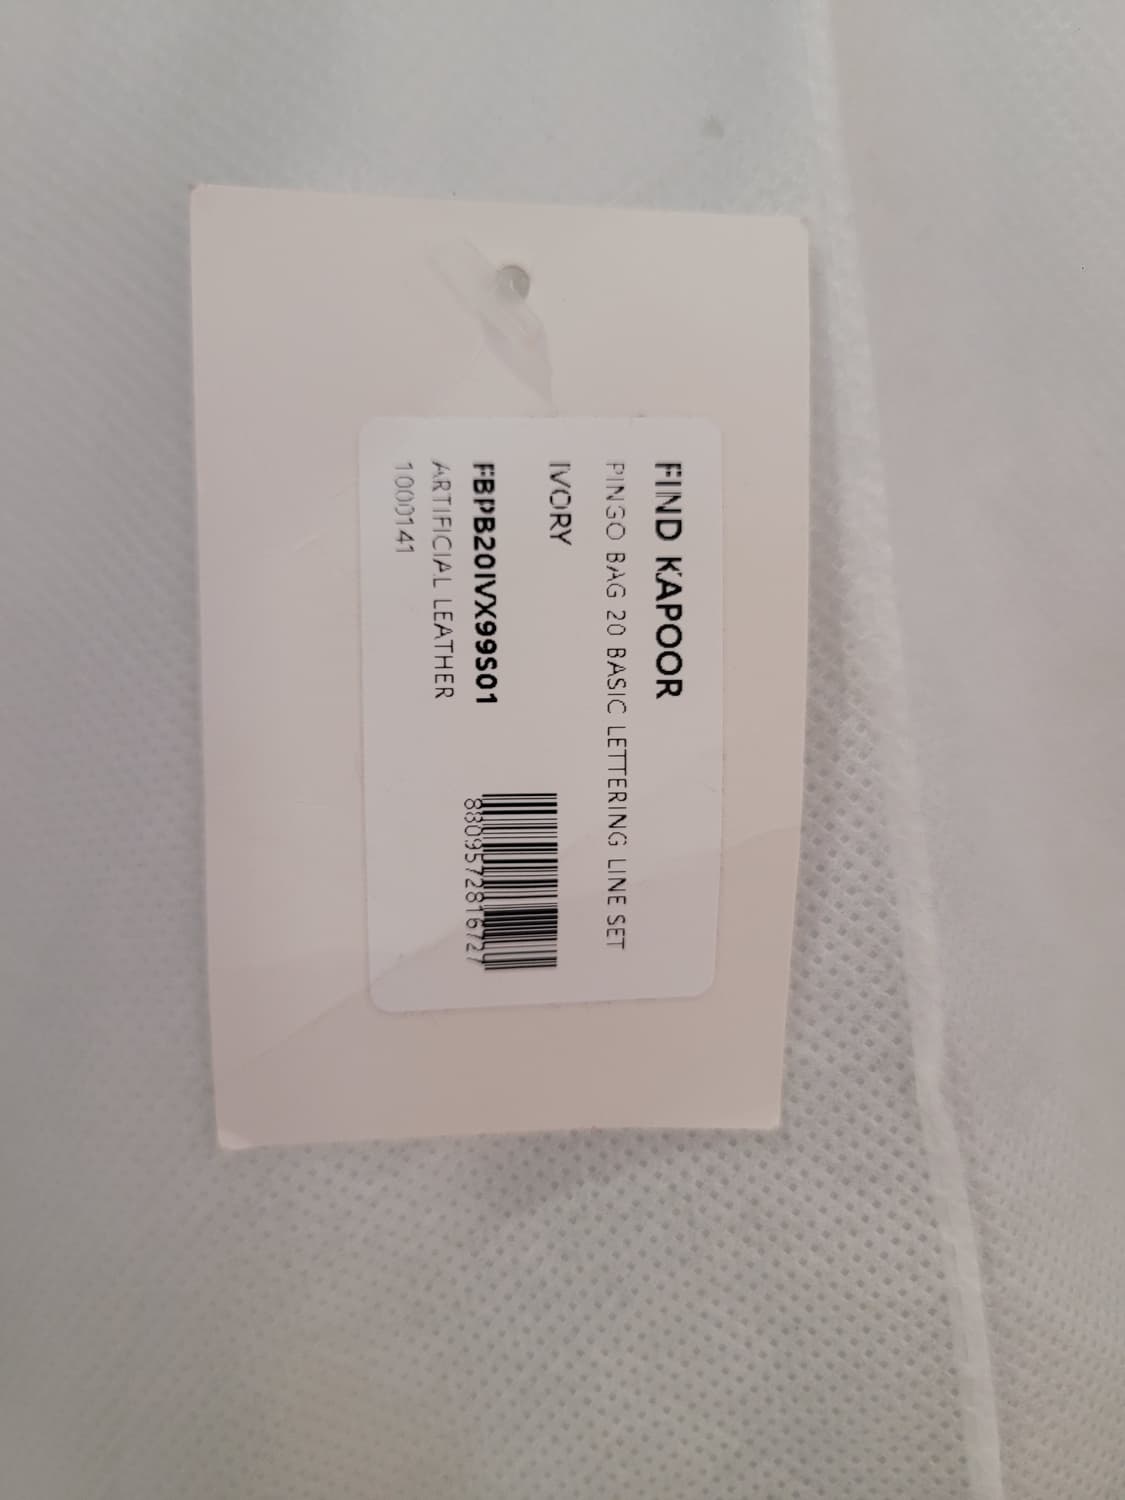 FIND KAPOOR
PINGO BAG 20 BASIC LETTERING LINE SET
IVORY
FBPB20IVX99S01
ARTIFICIAL LEATHER
1000141
8809572816727